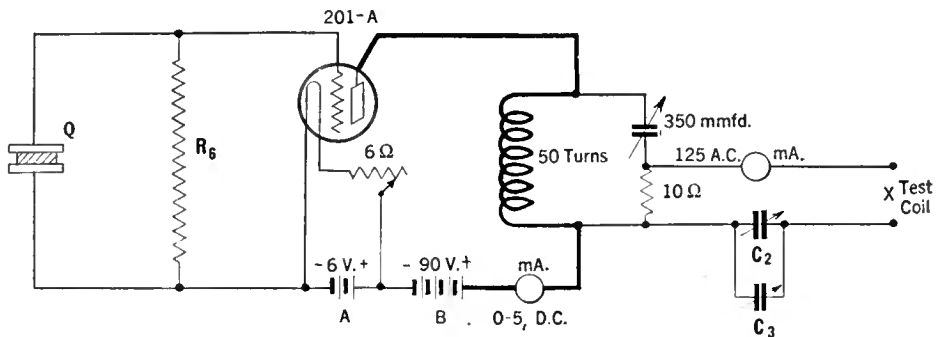 201-A
Q
R6
6 Ω
50 Turns
350 mmfd.
125 A.C. mA.
10 Ω
X Test Coil
C2
C3
- 6 V. +
A
- 90 V. +
B
mA.
0-5, D.C.